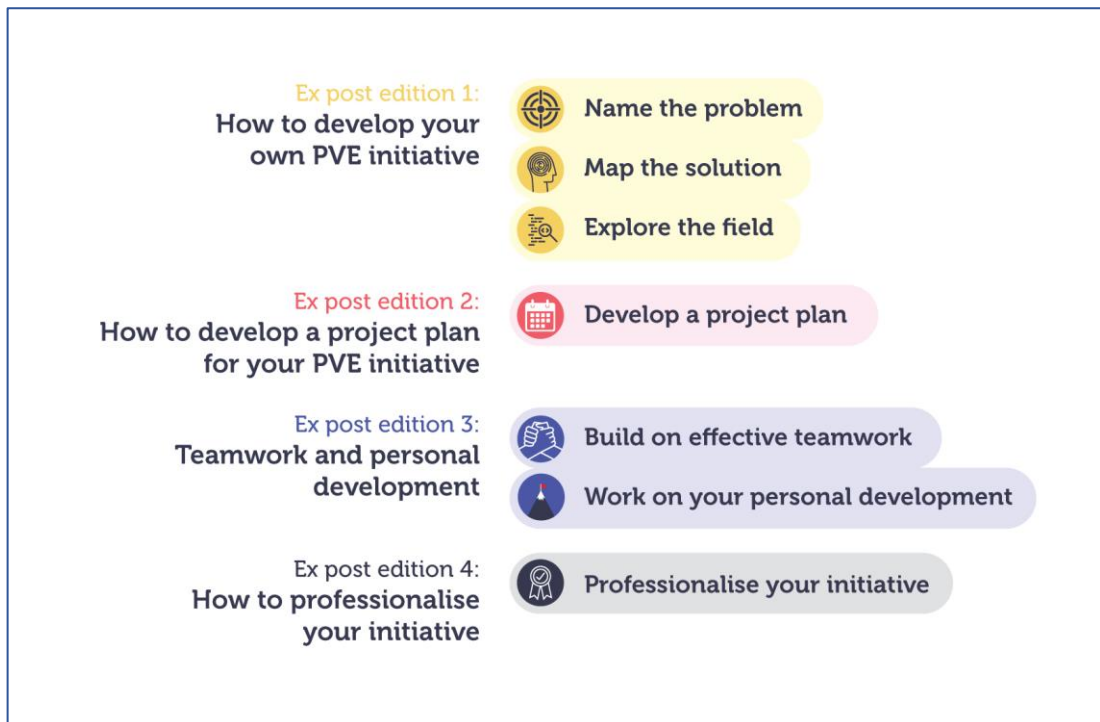 Ex post edition 1:
How to develop your
own PVE initiative
Name the problem
Map the solution
Explore the field
Ex post edition 2:
How to develop a project plan
for your PVE initiative
Develop a project plan
Ex post edition 3:
Teamwork and personal
development
Build on effective teamwork
Work on your personal development
Ex post edition 4:
How to professionalise
your initiative
Professionalise your initiative